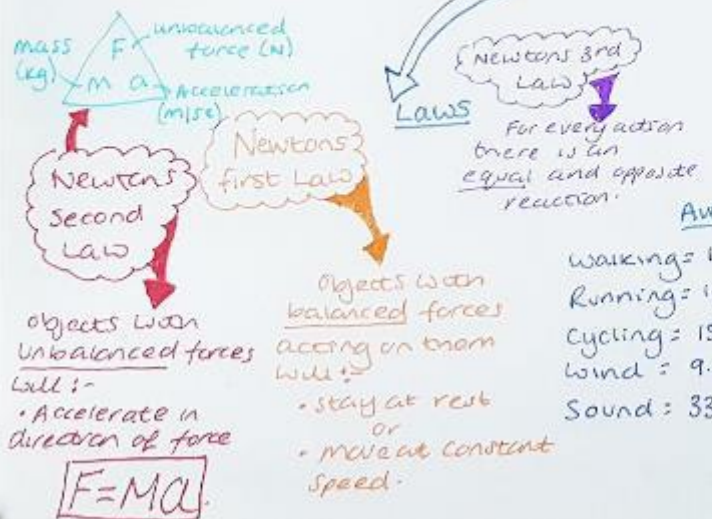 mass
(kg)
F
m a
unbalanced
force (N)
Acceleration
Newtons
Second
Law
objects with
unbalanced forces
will :-
• Accelerate in
direction of force
F=Ma
Newtons
first Law
objects with
balanced forces
acting on them
will :-
• stay at rest
or
• move at constant
speed.
Laws
Newtons 3rd
Law
For every action
there is an
equal and opposite
reaction.
Walking=
Running=
Cycling=
Wind =
Sound =